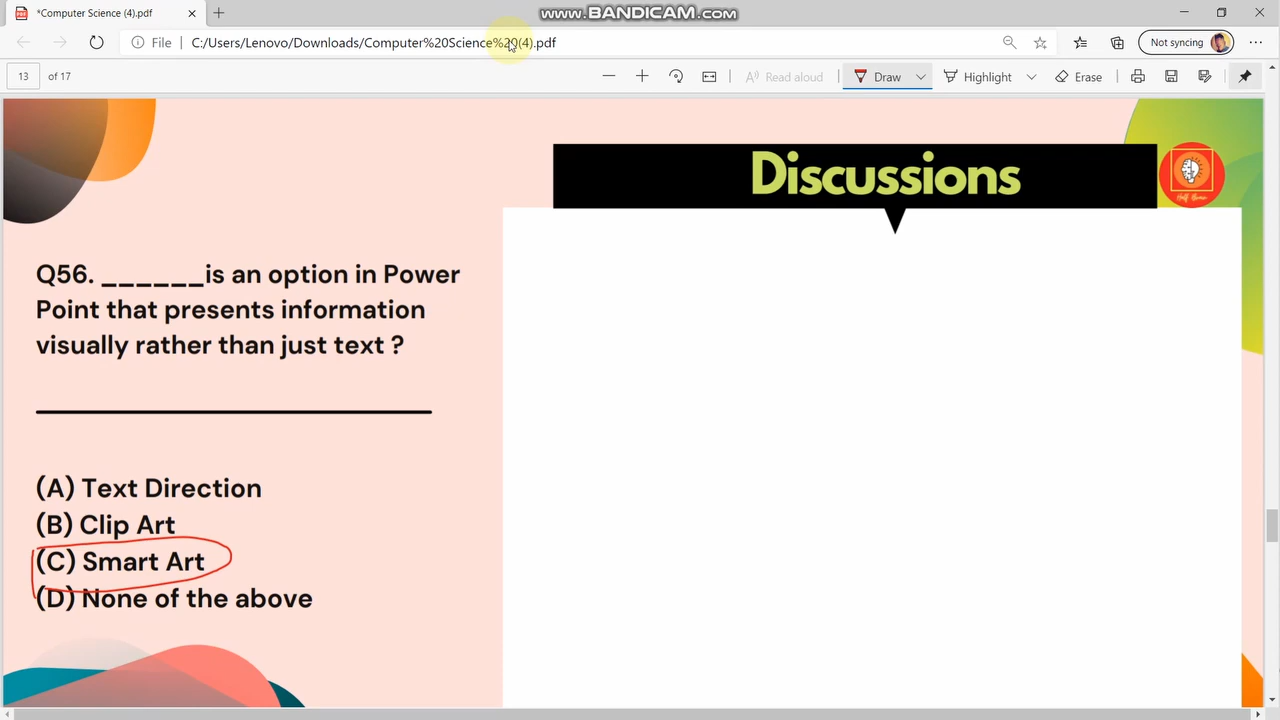 www.BANDICAM.com
*Computer Science (4).pdf
File
C:/Users/Lenovo/Downloads/Computer%20Science%20(4).pdf
Not syncing
13 of 17
Read aloud
Draw
Highlight
Erase
Discussions
Half Brain
Q56. ______is an option in Power
Point that presents information
visually rather than just text ?
(A) Text Direction
(B) Clip Art
(C) Smart Art
(D) None of the above